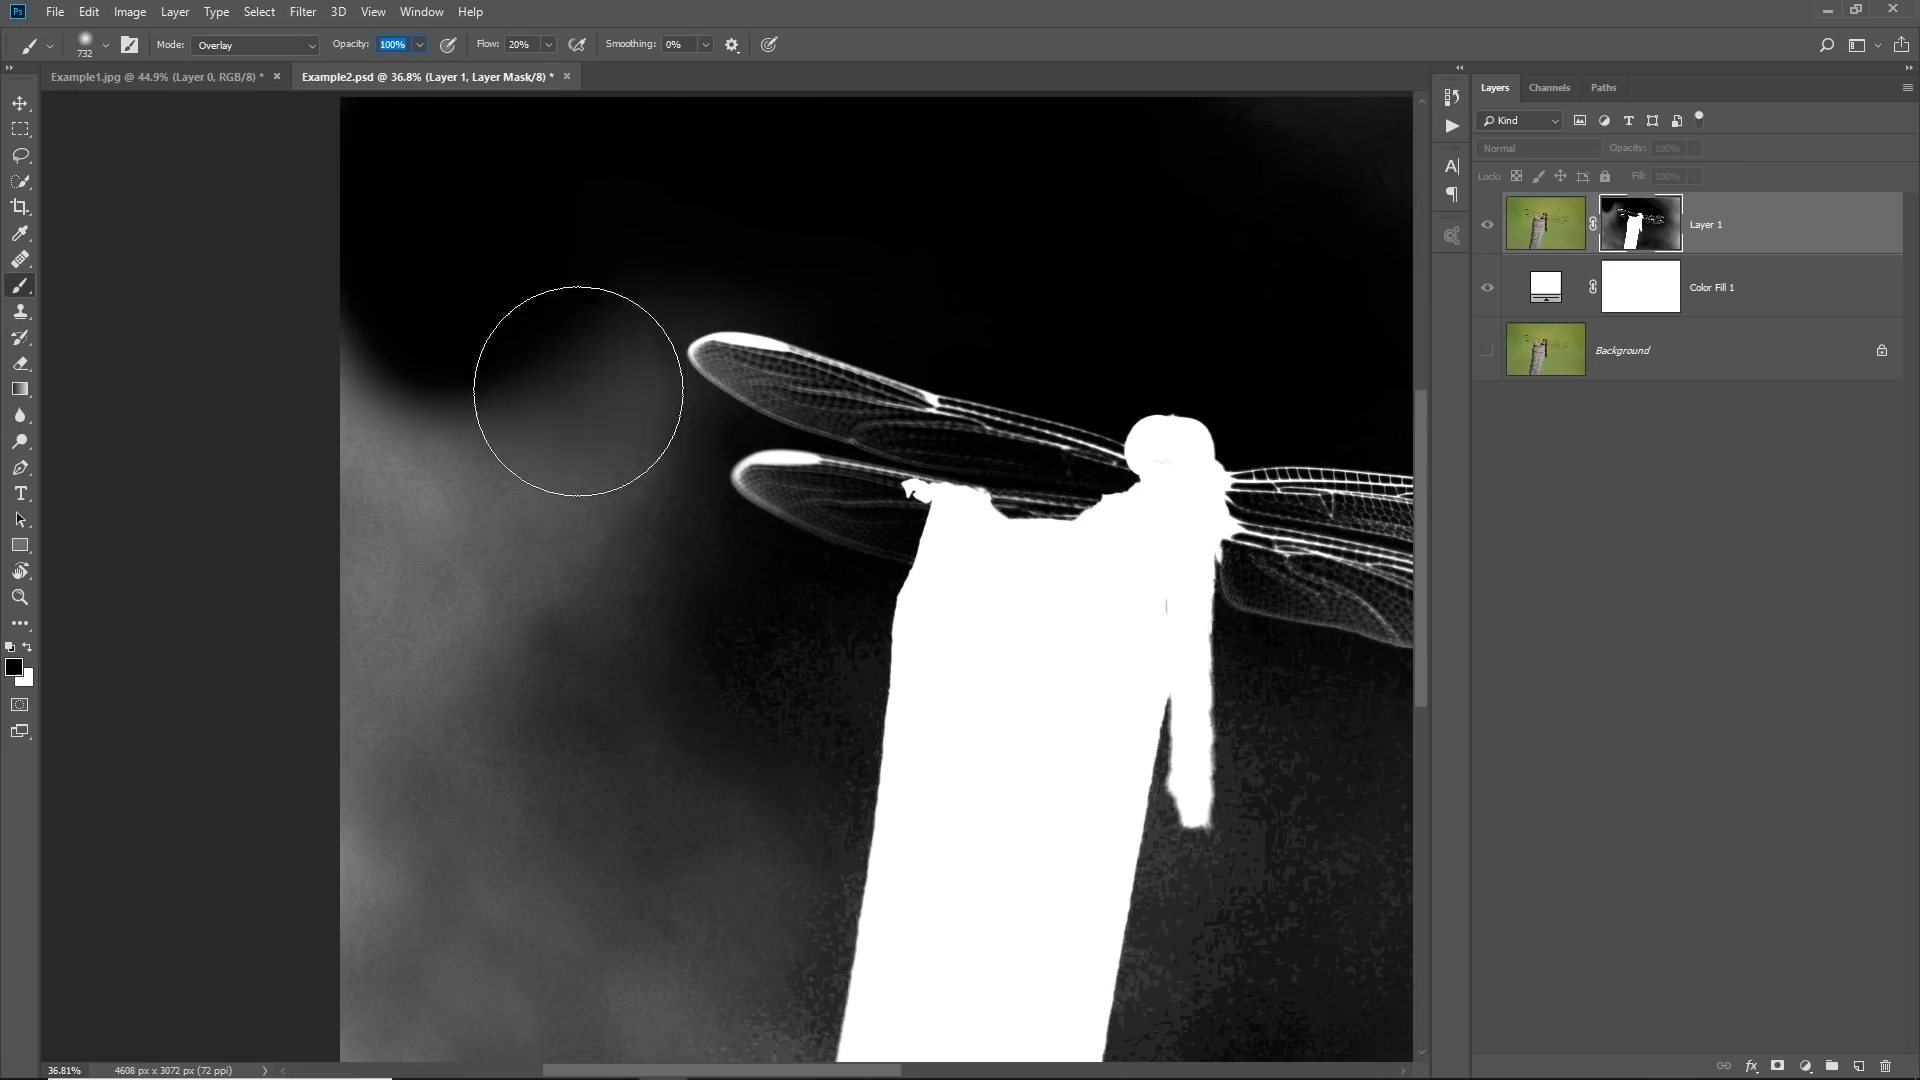 Ps File Edit Image Layer Type Select Filter 3D View Window Help
732 Mode: Overlay Opacity: 100% Flow: 20% Smoothing: 0%
Example1.jpg @ 44.9% (Layer 0, RGB/8) * × Example2.psd @ 36.8% (Layer 1, Layer Mask/8) * ×
Layers Channels Paths
Kind
Normal Opacity: 100%
Lock: Fill: 100%
Layer 1
Color Fill 1
Background
36.81% 4608 px x 3072 px (72 ppi)